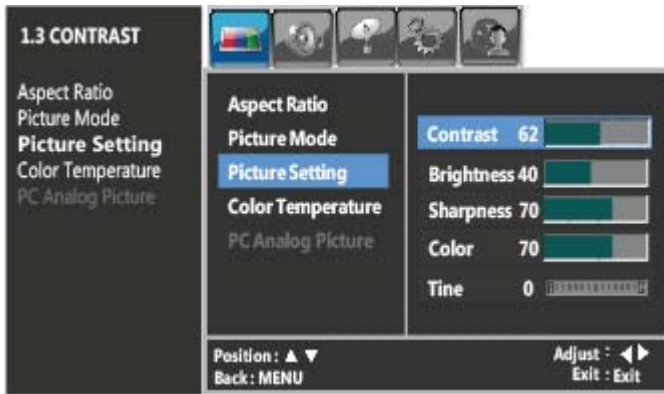 1.3 CONTRAST
Aspect Ratio
Picture Mode
Picture Setting
Color Temperature
PC Analog Picture
Aspect Ratio
Picture Mode
Picture Setting
Color Temperature
PC Analog Picture
Contrast 62
Brightness 40
Sharpness 70
Color 70
Tine 0
Position : ▲ ▼
Back : MENU
Adjust : ◀ ▶
Exit : Exit